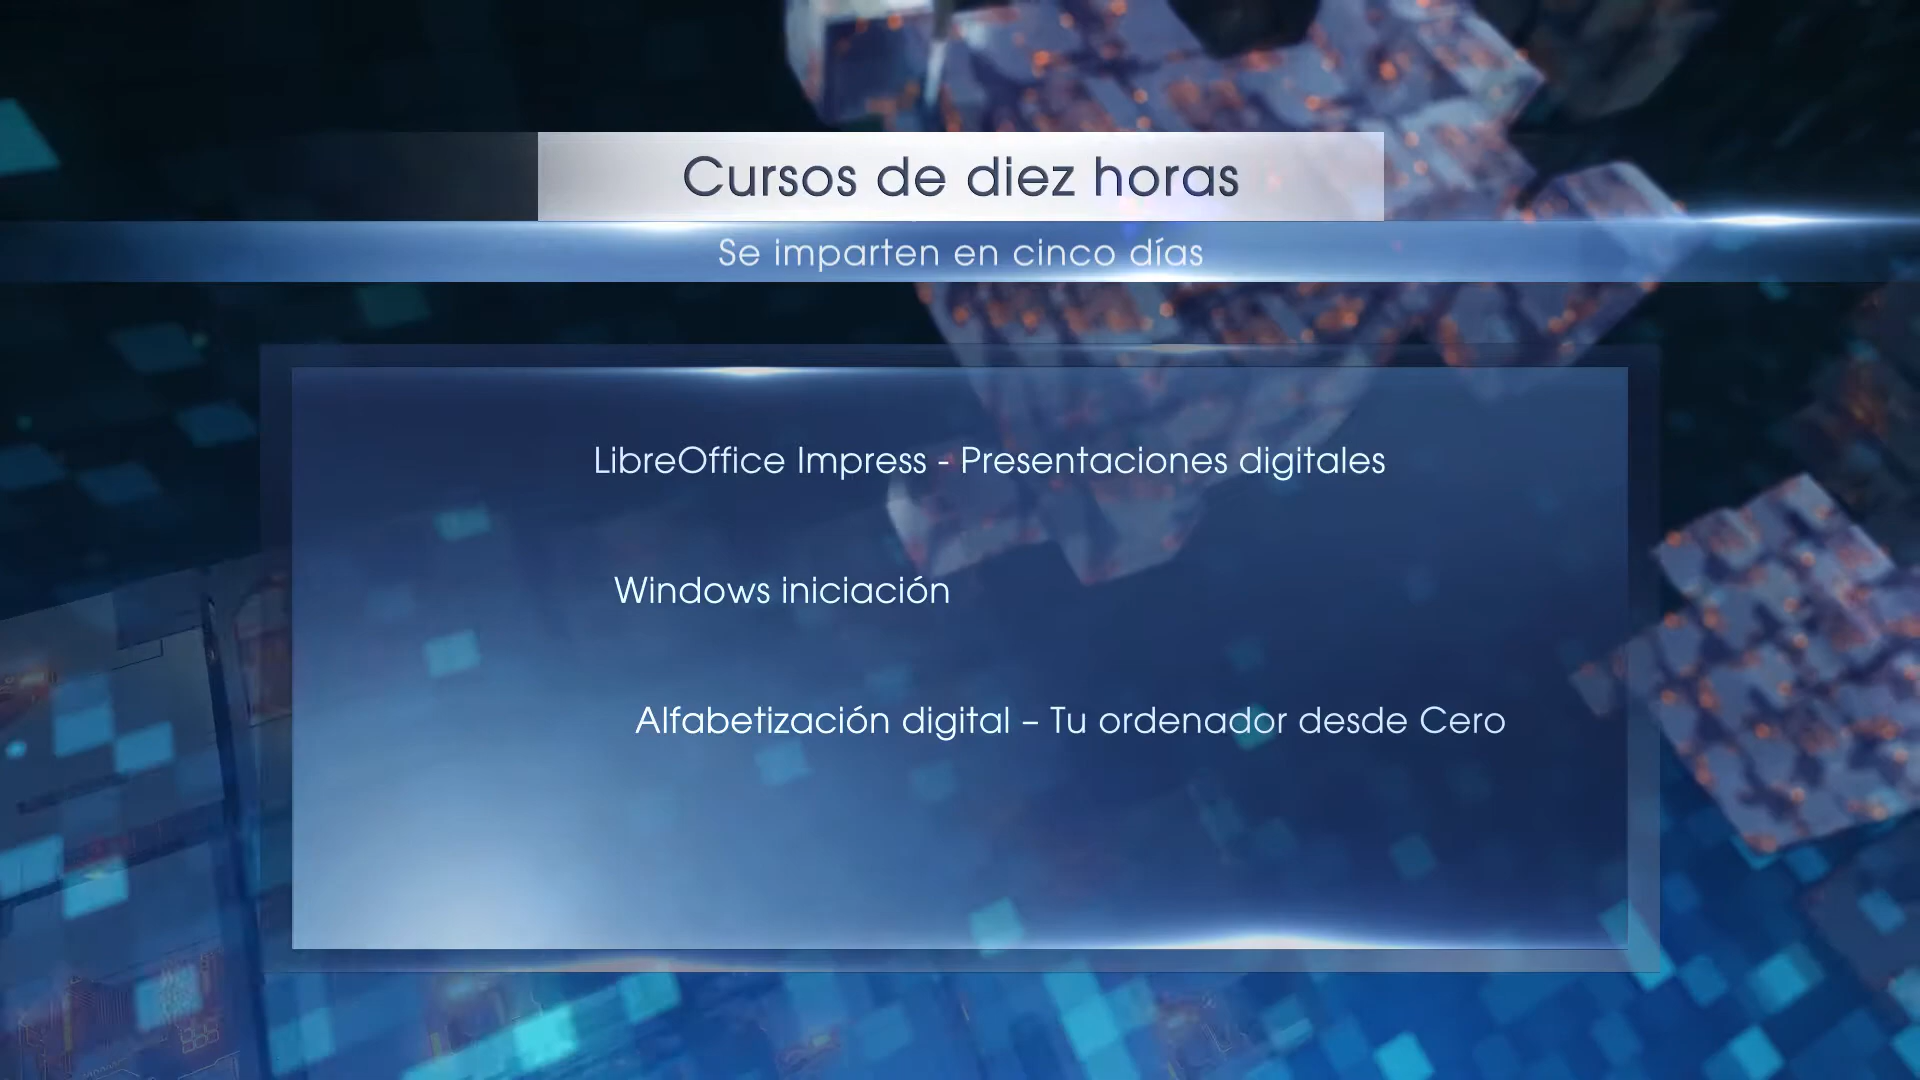 Cursos de diez horas
Se imparten en cinco días
LibreOffice Impress - Presentaciones digitales
Windows iniciación
Alfabetización digital – Tu ordenador desde Cero